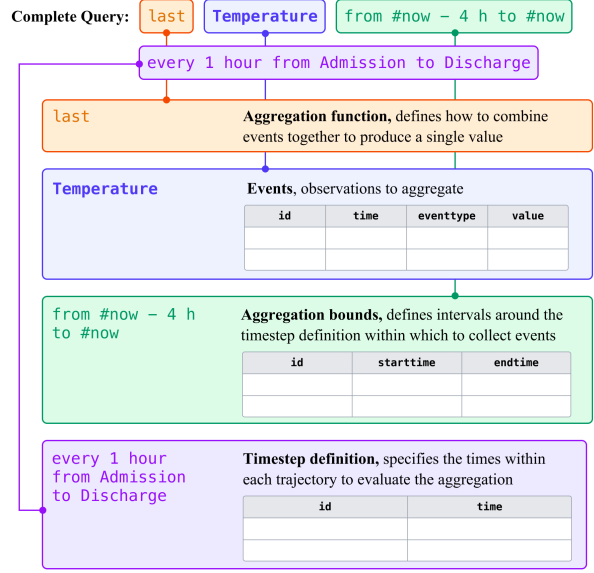 Complete Query: last Temperature from #now − 4 h to #now
every 1 hour from Admission to Discharge
last
Aggregation function, defines how to combine
events together to produce a single value
Temperature
Events, observations to aggregate
id time eventtype value
from #now − 4 h
to #now
Aggregation bounds, defines intervals around the
timestep definition within which to collect events
id starttime endtime
every 1 hour
from Admission
to Discharge
Timestep definition, specifies the times within
each trajectory to evaluate the aggregation
id time